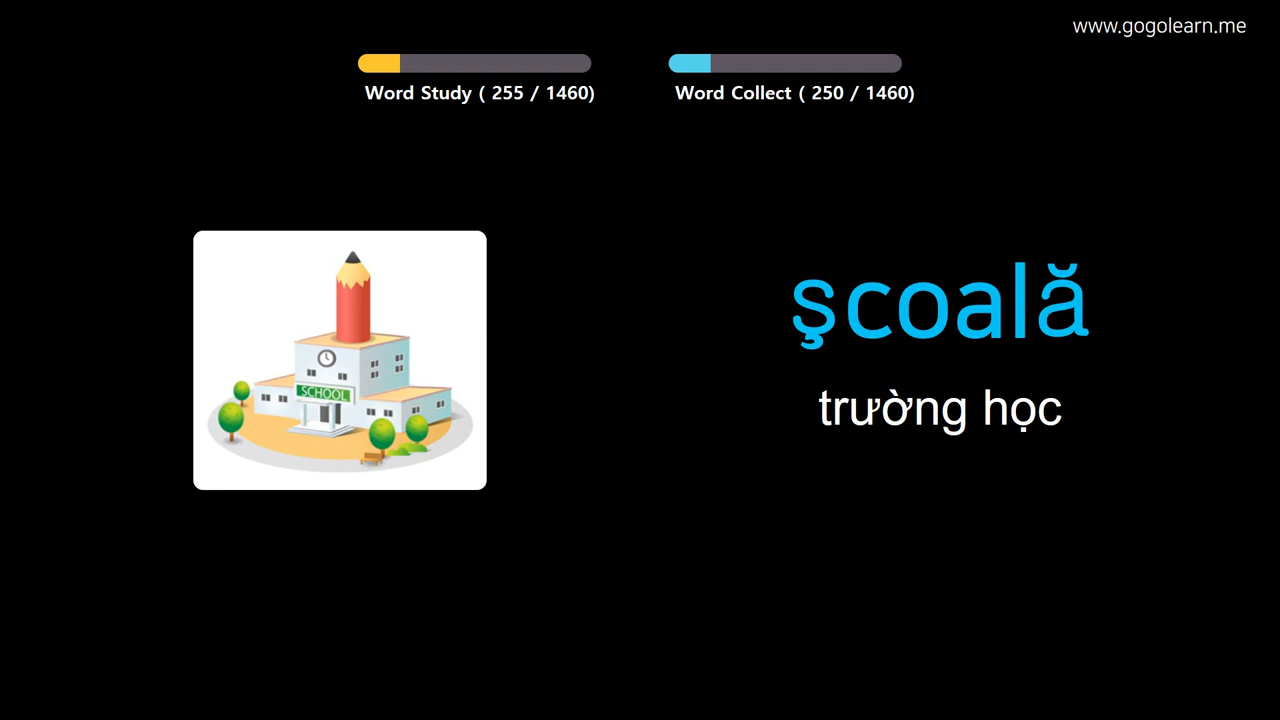 www.gogolearn.me
Word Study ( 255 / 1460)
Word Collect ( 250 / 1460)
SCHOOL
şcoală
trường học